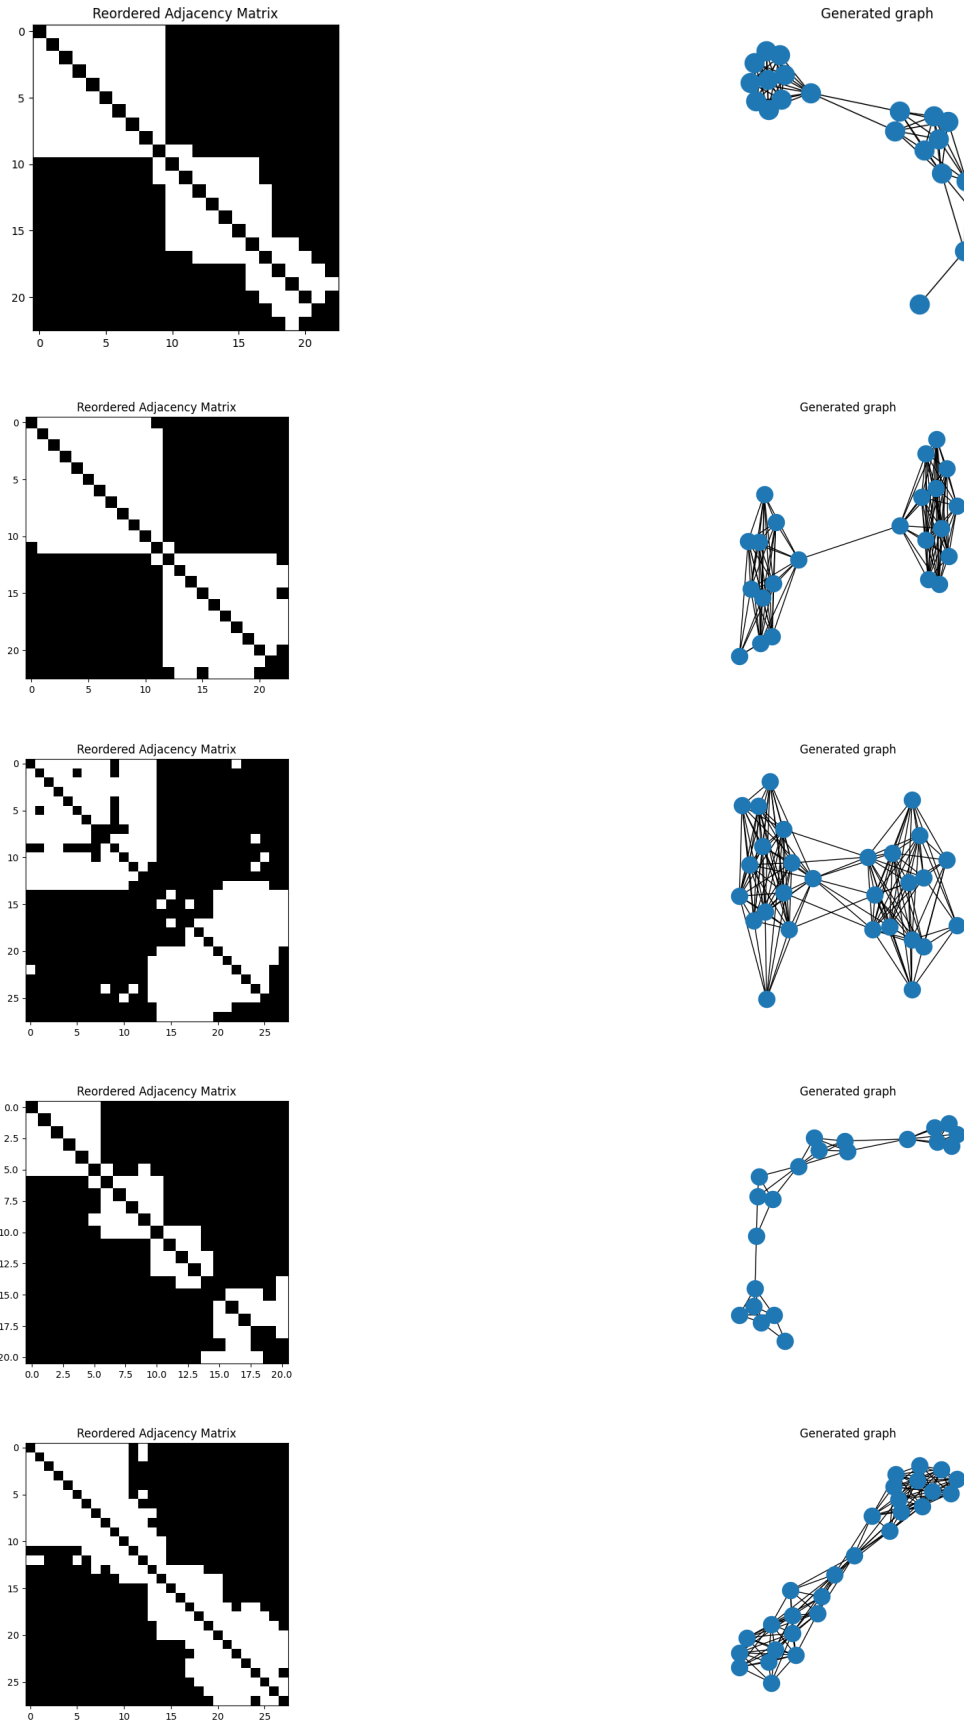 Reordered Adjacency Matrix
Generated graph
0
5
10
15
20
0 5 10 15 20
Reordered Adjacency Matrix
Generated graph
0
5
10
15
20
0 5 10 15 20
Reordered Adjacency Matrix
Generated graph
0
5
10
15
20
25
0 5 10 15 20 25
Reordered Adjacency Matrix
Generated graph
0.0
2.5
5.0
7.5
10.0
12.5
15.0
17.5
20.0
0.0 2.5 5.0 7.5 10.0 12.5 15.0 17.5 20.0
Reordered Adjacency Matrix
Generated graph
0
5
10
15
20
25
0 5 10 15 20 25